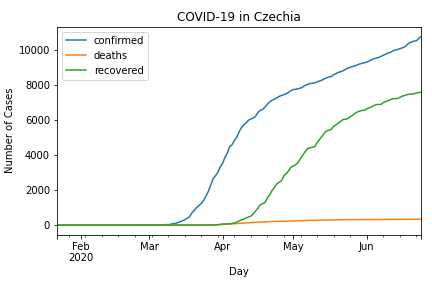 COVID-19 in Czechia
confirmed
deaths
recovered
Number of Cases
10000
8000
6000
4000
2000
0
Feb
2020
Mar
Apr
May
Jun
Day